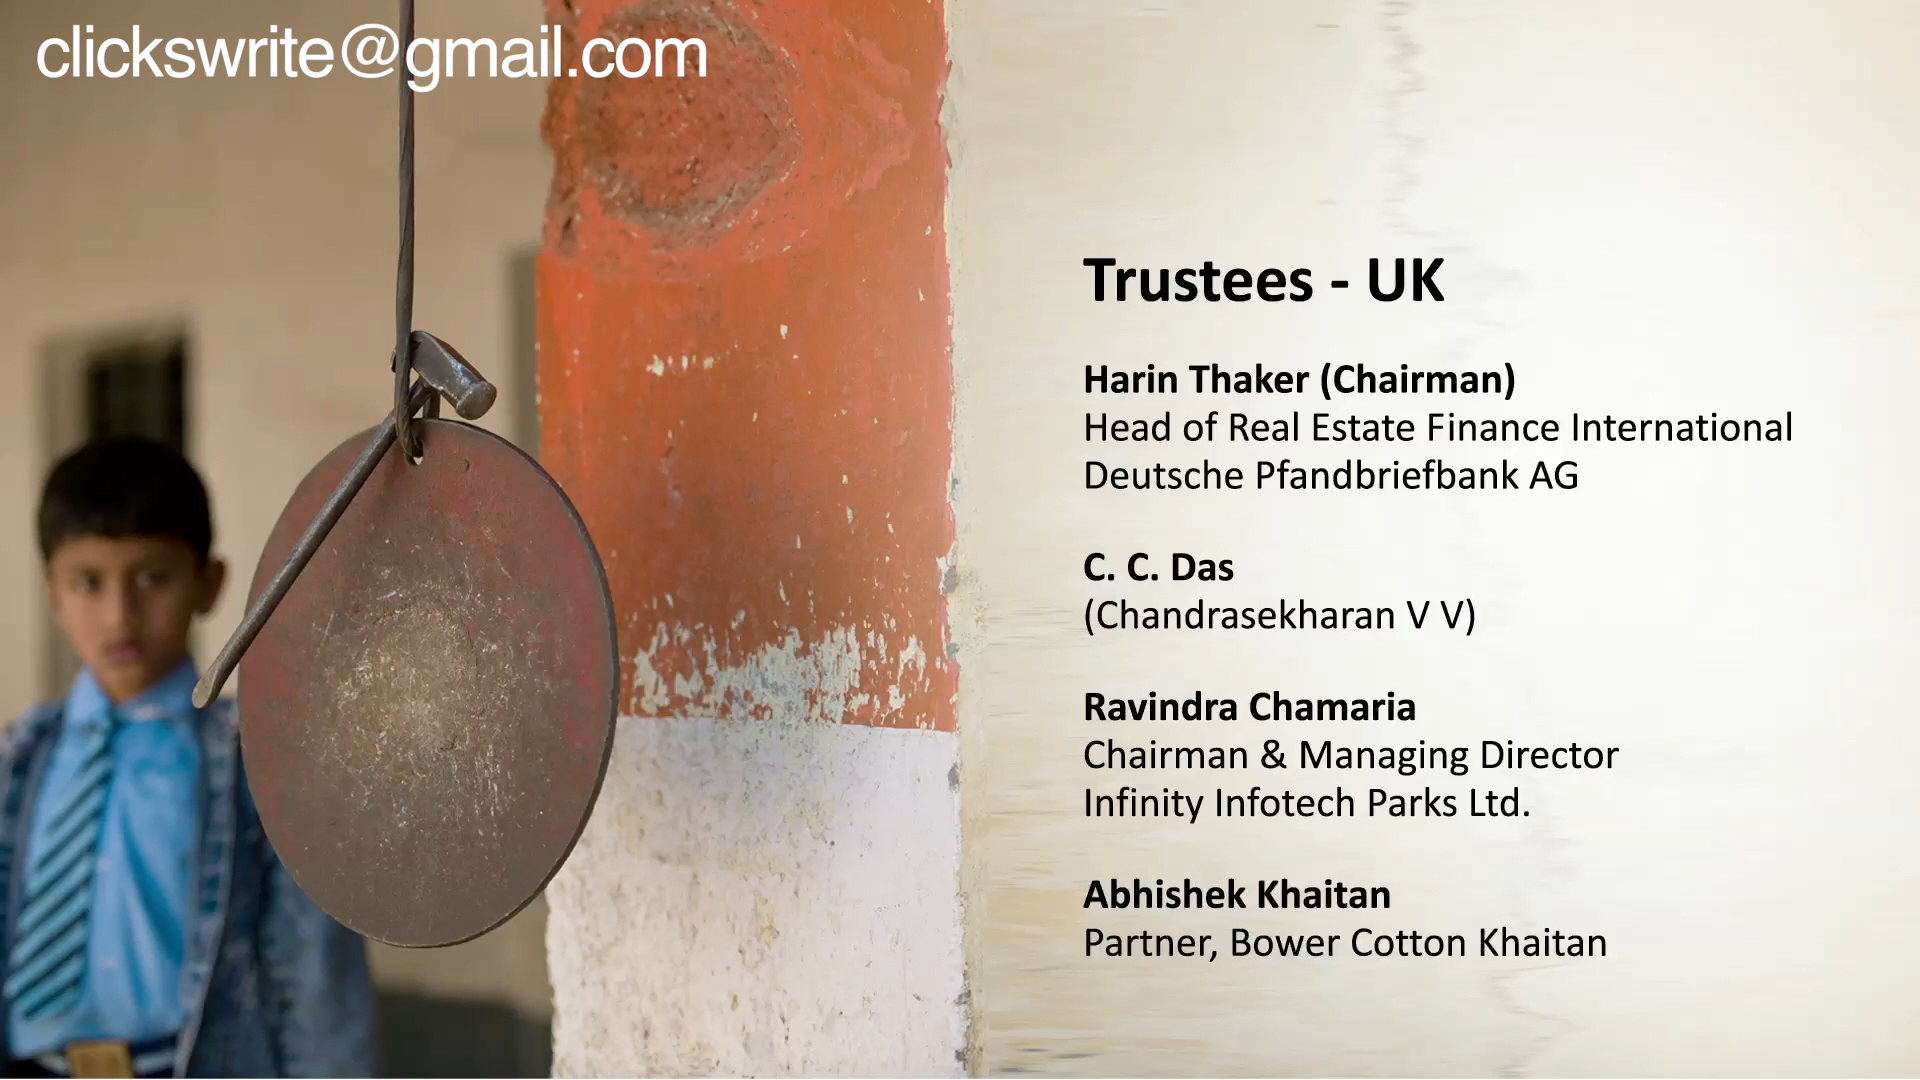 clickswrite@gmail.com
Trustees - UK
Harin Thaker (Chairman)
Head of Real Estate Finance International
Deutsche Pfandbriefbank AG
C. C. Das
(Chandrasekharan V V)
Ravindra Chamaria
Chairman & Managing Director
Infinity Infotech Parks Ltd.
Abhishek Khaitan
Partner, Bower Cotton Khaitan